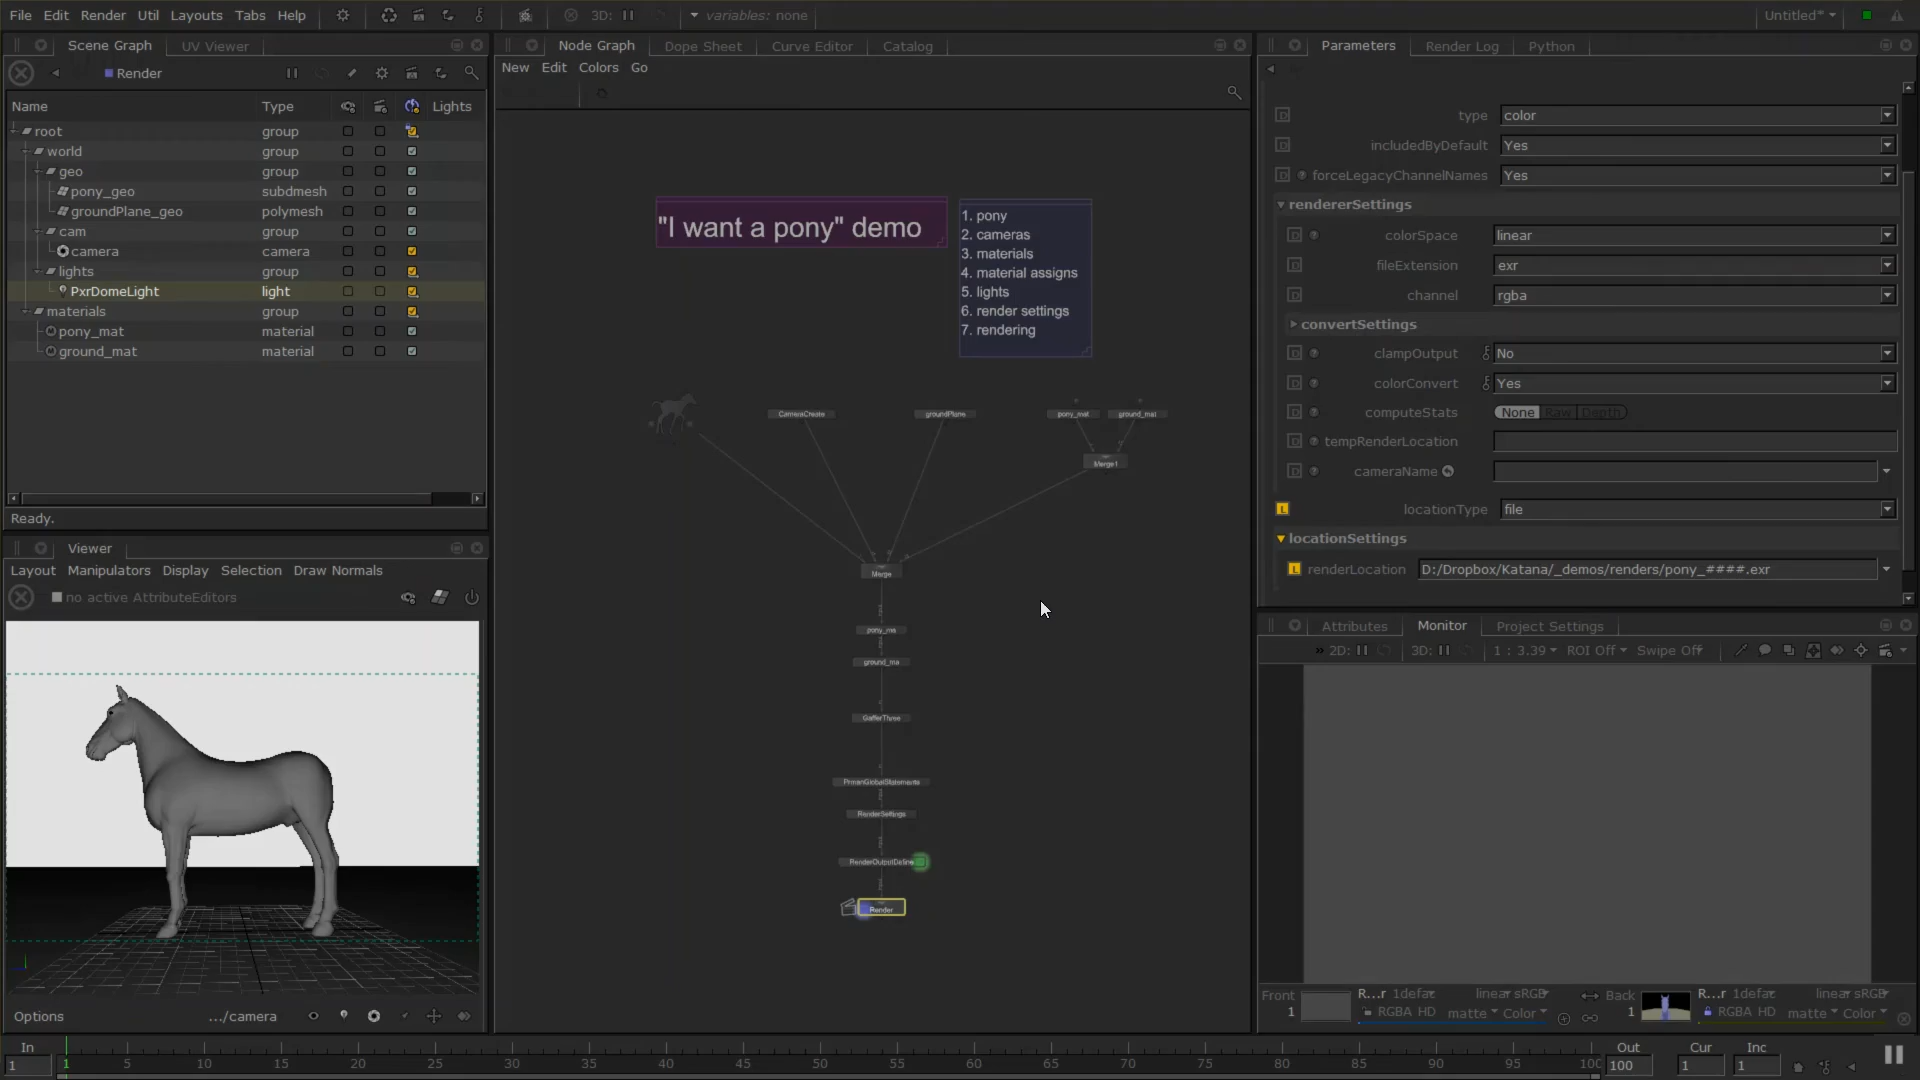 File Edit Render Util Layouts Tabs Help 3D: variables: none Untitled*
Scene Graph UV Viewer
Render
Name Type Lights
root group
world group
geo group
pony_geo subdmesh
groundPlane_geo polymesh
cam group
camera camera
lights group
PxrDomeLight light
materials group
pony_mat material
ground_mat material
Ready.
Viewer
Layout Manipulators Display Selection Draw Normals
no active AttributeEditors
Options .../camera
Node Graph Dope Sheet Curve Editor Catalog
New Edit Colors Go
"I want a pony" demo
1. pony
2. cameras
3. materials
4. material assigns
5. lights
6. render settings
7. rendering
CameraCreate groundPlane pony_mat ground_mat
Merge1
Merge
pony_ma
ground_ma
GafferThree
PrmanGlobalStatements
RenderSettings
RenderOutputDefine
Render
Parameters Render Log Python
type color
includedByDefault Yes
forceLegacyChannelNames Yes
rendererSettings
colorSpace linear
fileExtension exr
channel rgba
convertSettings
clampOutput No
colorConvert Yes
computeStats None Raw Depth
tempRenderLocation
cameraName
locationType file
locationSettings
renderLocation D:/Dropbox/Katana/_demos/renders/pony_####.exr
Attributes Monitor Project Settings
» 2D: 3D: 1 : 3.39 ROI Off Swipe Off
Front R...r 1defa linear sRGB Back R...r 1defa linear sRGB
1 RGBA HD matte Color 1 RGBA HD matte Color
In Out Cur Inc
1 1 5 10 15 20 25 30 35 40 45 50 55 60 65 70 75 80 85 90 95 100 100 1 1